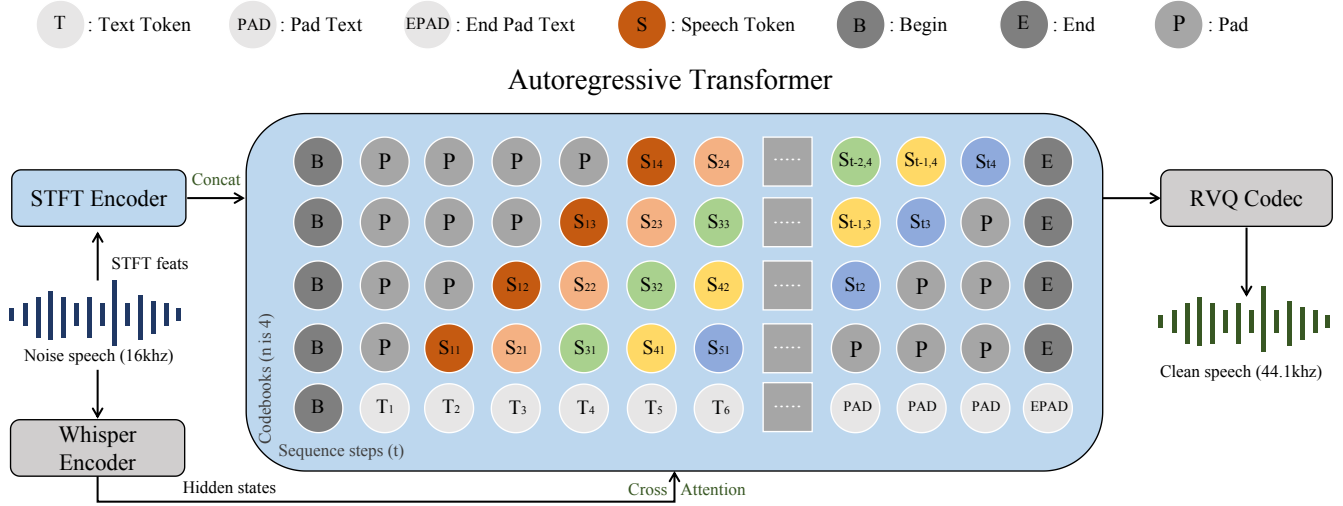 T : Text Token PAD : Pad Text EPAD : End Pad Text S : Speech Token B : Begin E : End P : Pad
Autoregressive Transformer
B P P P P S14 S24 ..... St-2,4 St-1,4 St4 E
Concat
STFT Encoder
RVQ Codec
B P P P S13 S23 S33 ..... St-1,3 St3 P E
STFT feats
B P P S12 S22 S32 S42 ..... St2 P P E
Noise speech (16khz)
Codebooks (n is 4)
B P S11 S21 S31 S41 S51 ..... P P P E
Clean speech (44.1khz)
B T1 T2 T3 T4 T5 T6 ..... PAD PAD PAD EPAD
Whisper
Encoder
Sequence steps (t)
Hidden states
Cross Attention